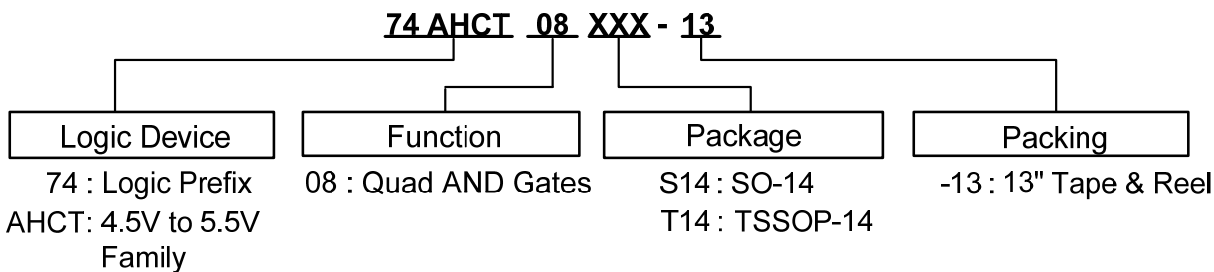 74 AHCT 08 XXX - 13
Logic Device
74 : Logic Prefix
AHCT: 4.5V to 5.5V
Family
Function
08 : Quad AND Gates
Package
S14 : SO-14
T14 : TSSOP-14
Packing
-13 : 13" Tape & Reel